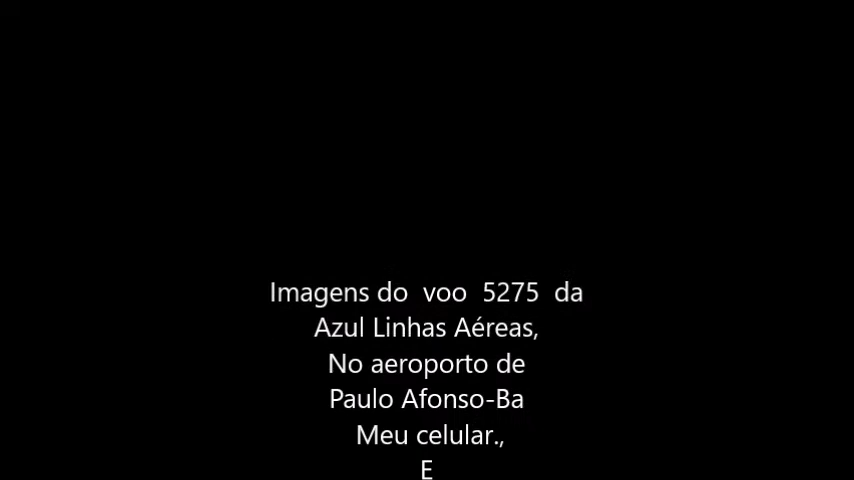 Imagens do voo 5275 da
Azul Linhas Aéreas,
No aeroporto de
Paulo Afonso-Ba
Meu celular.,
E